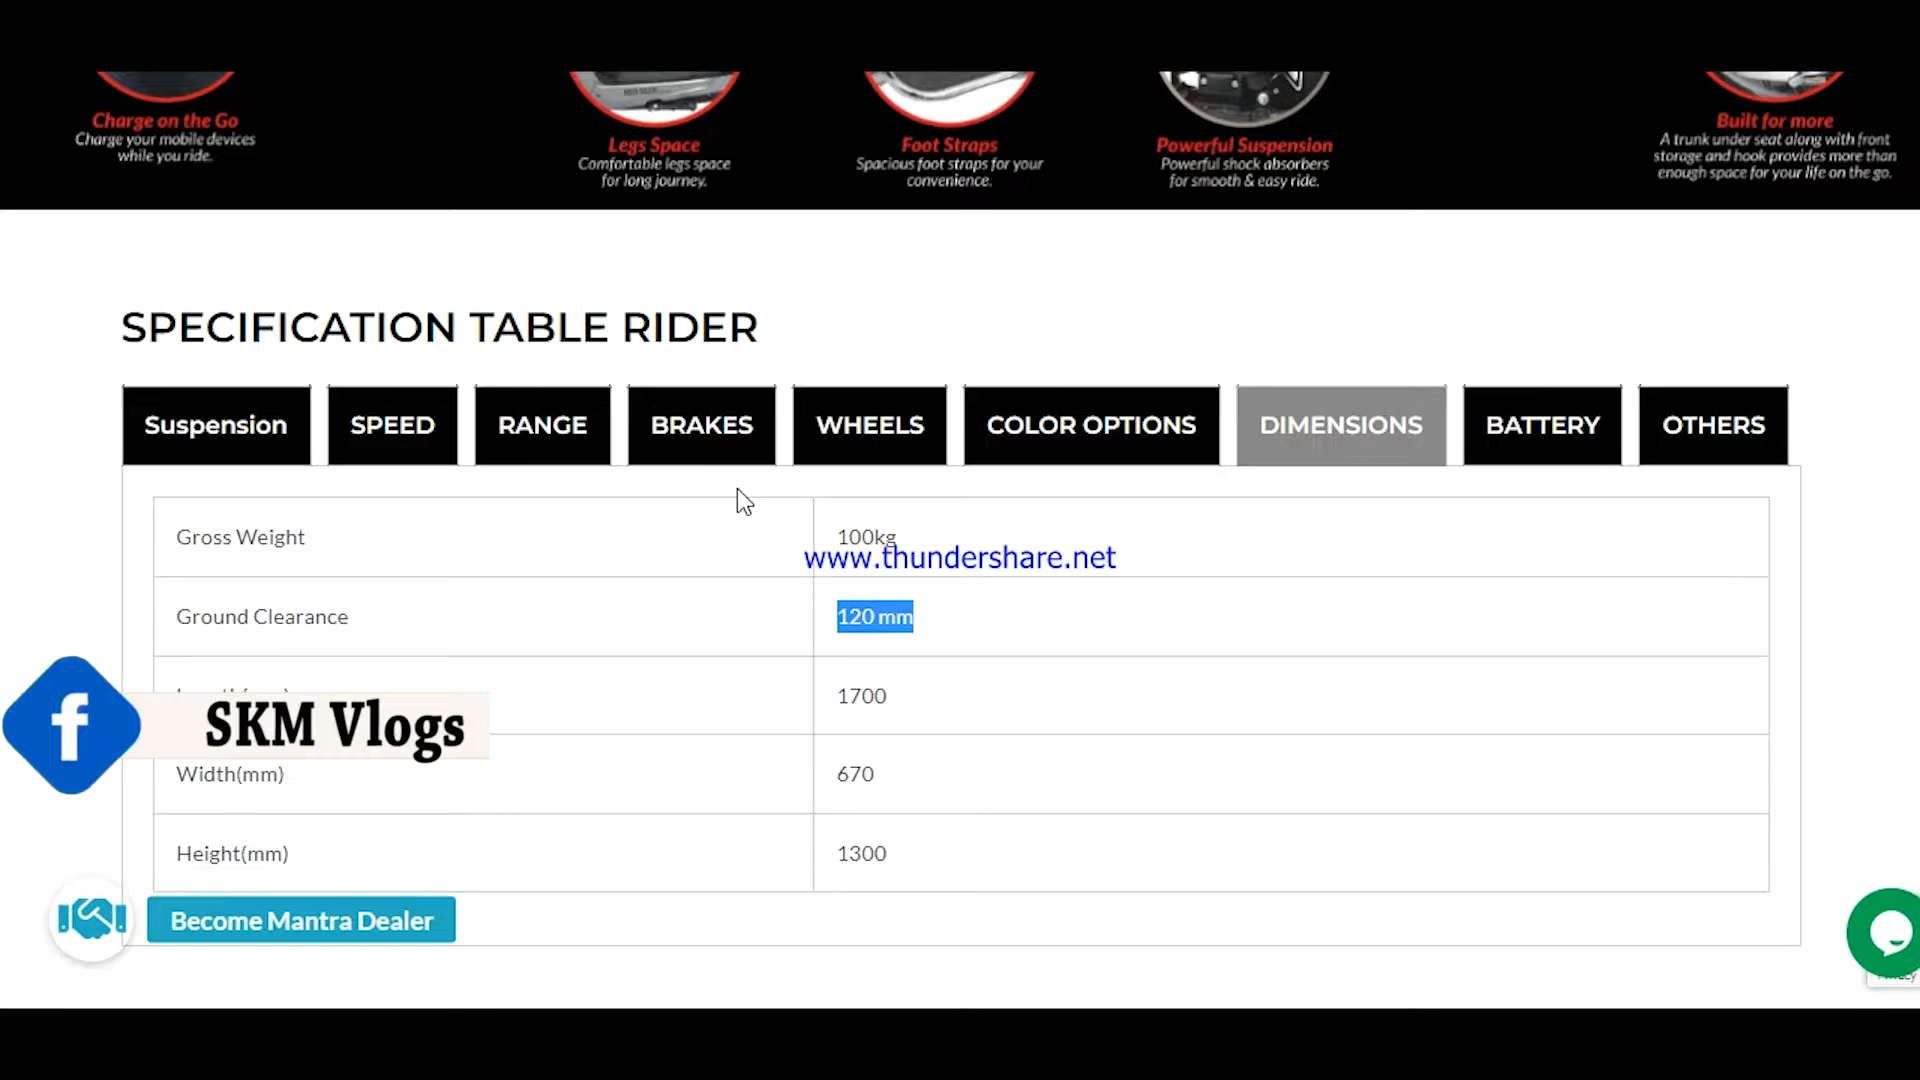 Charge on the Go
Charge your mobile devices
while you ride.
Legs Space
Comfortable legs space
for long journey.
Foot Straps
Spacious foot straps for your
convenience.
Powerful Suspension
Powerful shock absorbers
for smooth & easy ride.
Built for more
A trunk under seat along with front
storage and hook provides more than
enough space for your life on the go.
SPECIFICATION TABLE RIDER
Suspension SPEED RANGE BRAKES WHEELS COLOR OPTIONS DIMENSIONS BATTERY OTHERS
Gross Weight 100kg
www.thundershare.net
Ground Clearance 120 mm
1700
SKM Vlogs
Width(mm) 670
Height(mm) 1300
Become Mantra Dealer